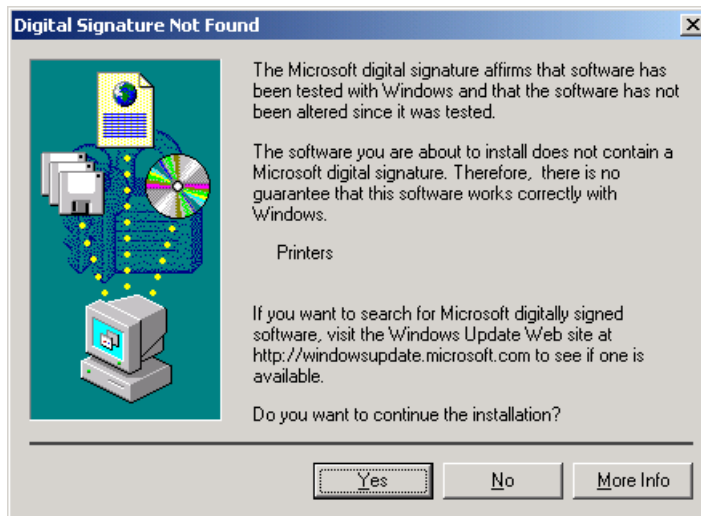 Digital Signature Not Found
The Microsoft digital signature affirms that software has
been tested with Windows and that the software has not
been altered since it was tested.
The software you are about to install does not contain a
Microsoft digital signature. Therefore,  there is no
guarantee that this software works correctly with
Windows.
Printers
If you want to search for Microsoft digitally signed
software, visit the Windows Update Web site at
http://windowsupdate.microsoft.com to see if one is
available.
Do you want to continue the installation?
Yes
No
More Info